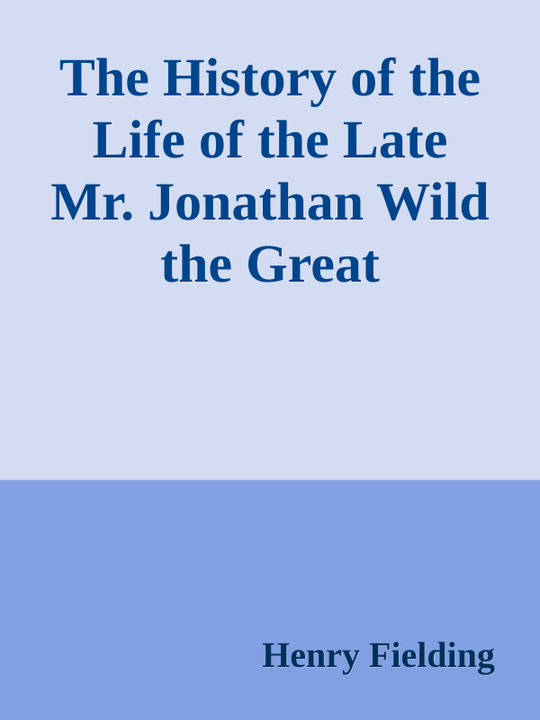 The History of the
Life of the Late
Mr. Jonathan Wild
the Great
Henry Fielding